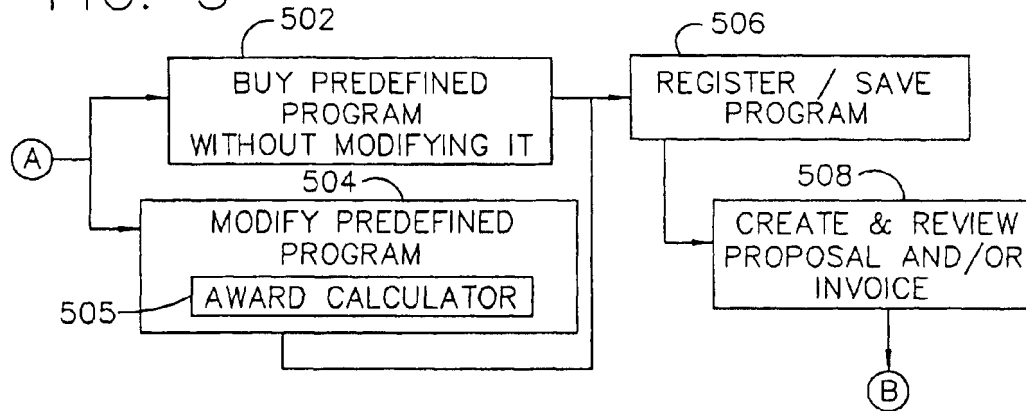 502
506
BUY PREDEFINED
PROGRAM
WITHOUT MODIFYING IT
REGISTER / SAVE
PROGRAM
A
504
508
MODIFY PREDEFINED
PROGRAM
505
AWARD CALCULATOR
CREATE & REVIEW
PROPOSAL AND/OR
INVOICE
B